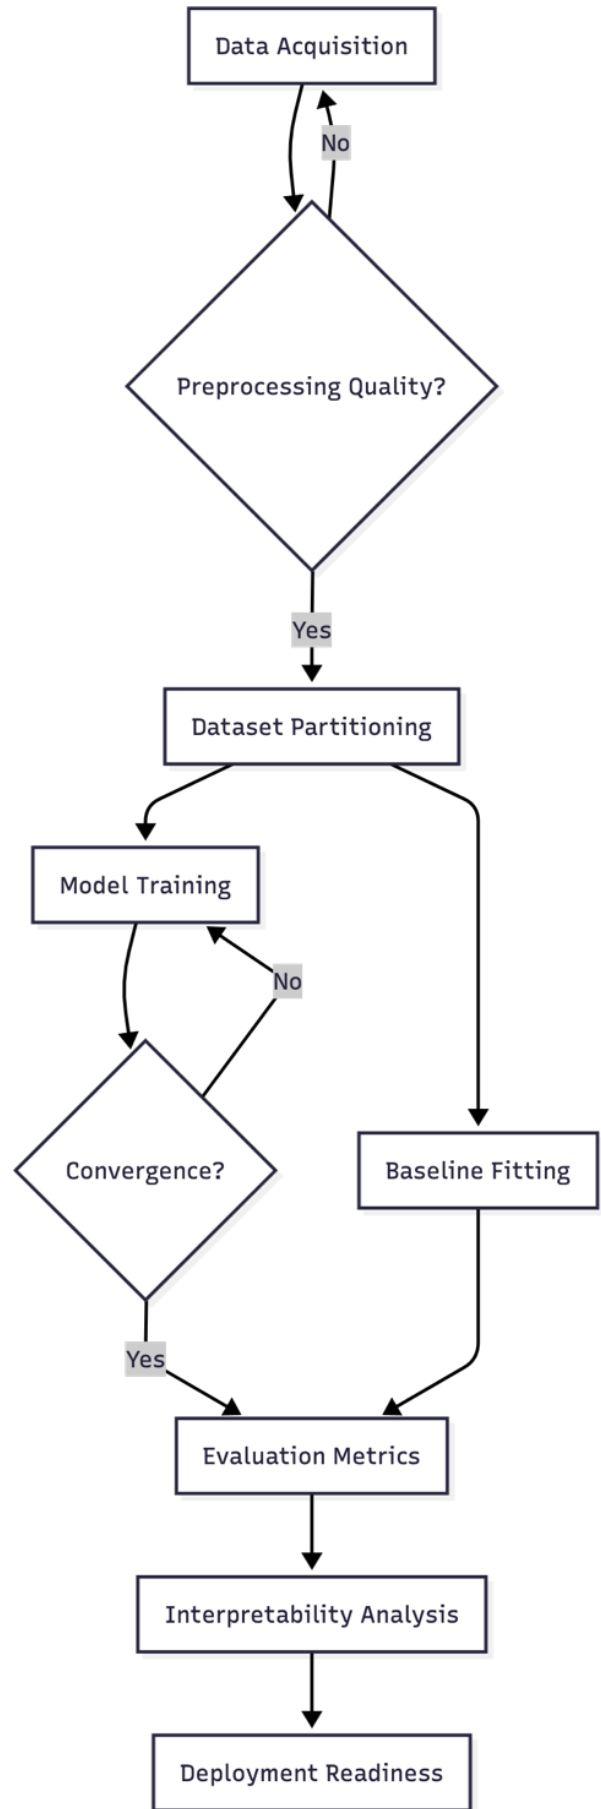 Data Acquisition
No
Preprocessing Quality?
Yes
Dataset Partitioning
Model Training
No
Convergence?
Baseline Fitting
Yes
Evaluation Metrics
Interpretability Analysis
Deployment Readiness